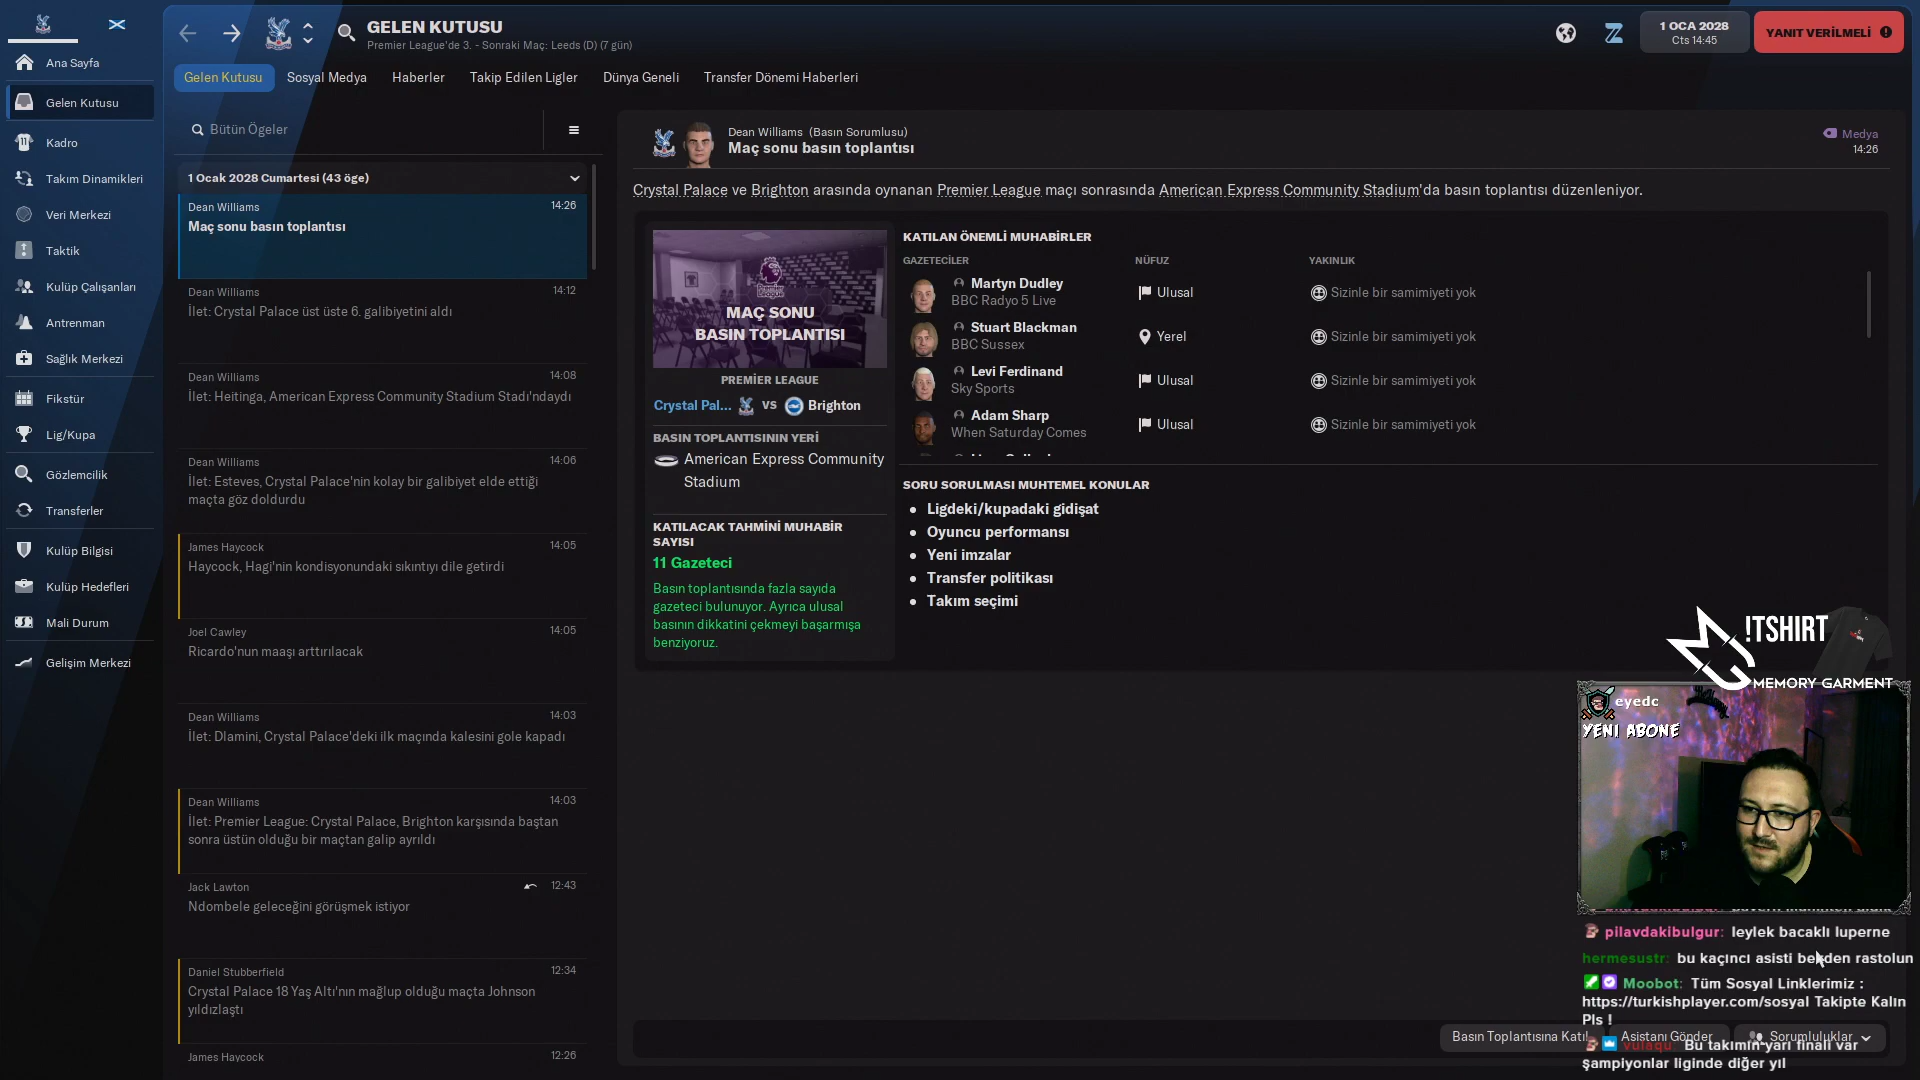 GELEN KUTUSU
Premier League'de 3. - Sonraki Maç: Leeds (D) (7 gün)
1 OCA 2028
Cts 14:45
YANIT VERİLMELİ
Gelen Kutusu
Sosyal Medya
Haberler
Takip Edilen Ligler
Dünya Geneli
Transfer Dönemi Haberleri
Ana Sayfa
Gelen Kutusu
Kadro
Takım Dinamikleri
Veri Merkezi
Taktik
Kulüp Çalışanları
Antrenman
Sağlık Merkezi
Fikstür
Lig/Kupa
Gözlemcilik
Transferler
Kulüp Bilgisi
Kulüp Hedefleri
Mali Durum
Gelişim Merkezi
Bütün Ögeler
1 Ocak 2028 Cumartesi (43 öge)
Dean Williams 14:26
Maç sonu basın toplantısı
Dean Williams 14:12
İlet: Crystal Palace üst üste 6. galibiyetini aldı
Dean Williams 14:08
İlet: Heitinga, American Express Community Stadium Stadı'ndaydı
Dean Williams 14:06
İlet: Esteves, Crystal Palace'nin kolay bir galibiyet elde ettiği
maçta göz doldurdu
James Haycock 14:05
Haycock, Hagi'nin kondisyonundaki sıkıntıyı dile getirdi
Joel Cawley 14:05
Ricardo'nun maaşı arttırılacak
Dean Williams 14:03
İlet: Dlamini, Crystal Palace'deki ilk maçında kalesini gole kapadı
Dean Williams 14:03
İlet: Premier League: Crystal Palace, Brighton karşısında baştan
sonra üstün olduğu bir maçtan galip ayrıldı
Jack Lawton 12:43
Ndombele geleceğini görüşmek istiyor
Daniel Stubberfield 12:34
Crystal Palace 18 Yaş Altı'nın mağlup olduğu maçta Johnson
yıldızlaştı
James Haycock 12:26
Dean Williams (Basın Sorumlusu)
Maç sonu basın toplantısı
Medya
14:26
Crystal Palace ve Brighton arasında oynanan Premier League maçı sonrasında American Express Community Stadium'da basın toplantısı düzenleniyor.
MAÇ SONU
BASIN TOPLANTISI
PREMİER LEAGUE
Crystal Pal... VS Brighton
BASIN TOPLANTISININ YERİ
American Express Community
Stadium
KATILACAK TAHMİNİ MUHABİR
SAYISI
11 Gazeteci
Basın toplantısında fazla sayıda
gazeteci bulunuyor. Ayrıca ulusal
basının dikkatini çekmeyi başarmışa
benziyoruz.
KATILAN ÖNEMLİ MUHABİRLER
GAZETECİLER NÜFUZ YAKINLIK
Martyn Dudley
BBC Radyo 5 Live
Ulusal
Sizinle bir samimiyeti yok
Stuart Blackman
BBC Sussex
Yerel
Sizinle bir samimiyeti yok
Levi Ferdinand
Sky Sports
Ulusal
Sizinle bir samimiyeti yok
Adam Sharp
When Saturday Comes
Ulusal
Sizinle bir samimiyeti yok
SORU SORULMASI MUHTEMEL KONULAR
Ligdeki/kupadaki gidişat
Oyuncu performansı
Yeni imzalar
Transfer politikası
Takım seçimi
!TSHIRT
MEMORY GARMENT
eyedc
YENI ABONE
pilavdakibulgur: leylek bacaklı luperne
hermesustr: bu kaçıncı asisti be den rastolun
Moobot: Tüm Sosyal Linklerimiz :
https://turkishplayer.com/sosyal Takipte Kalın
Pls !
Basın Toplantısına Katıl
Asistanı Gönder
Sorumluluklar
Bu takımın yarı finali var
şampiyonlar liginde diğer yıl